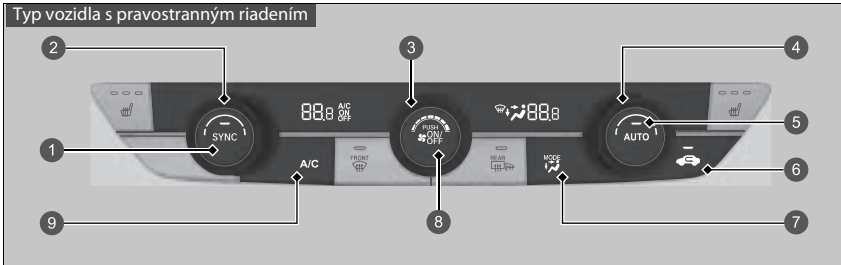 Typ vozidla s pravostranným riadením
2 3 4
88.8 A/C ON OFF
88.8
SYNC
PUSH ON/OFF
AUTO
1
5
A/C
FRONT
REAR
MODE
6
9 8 7